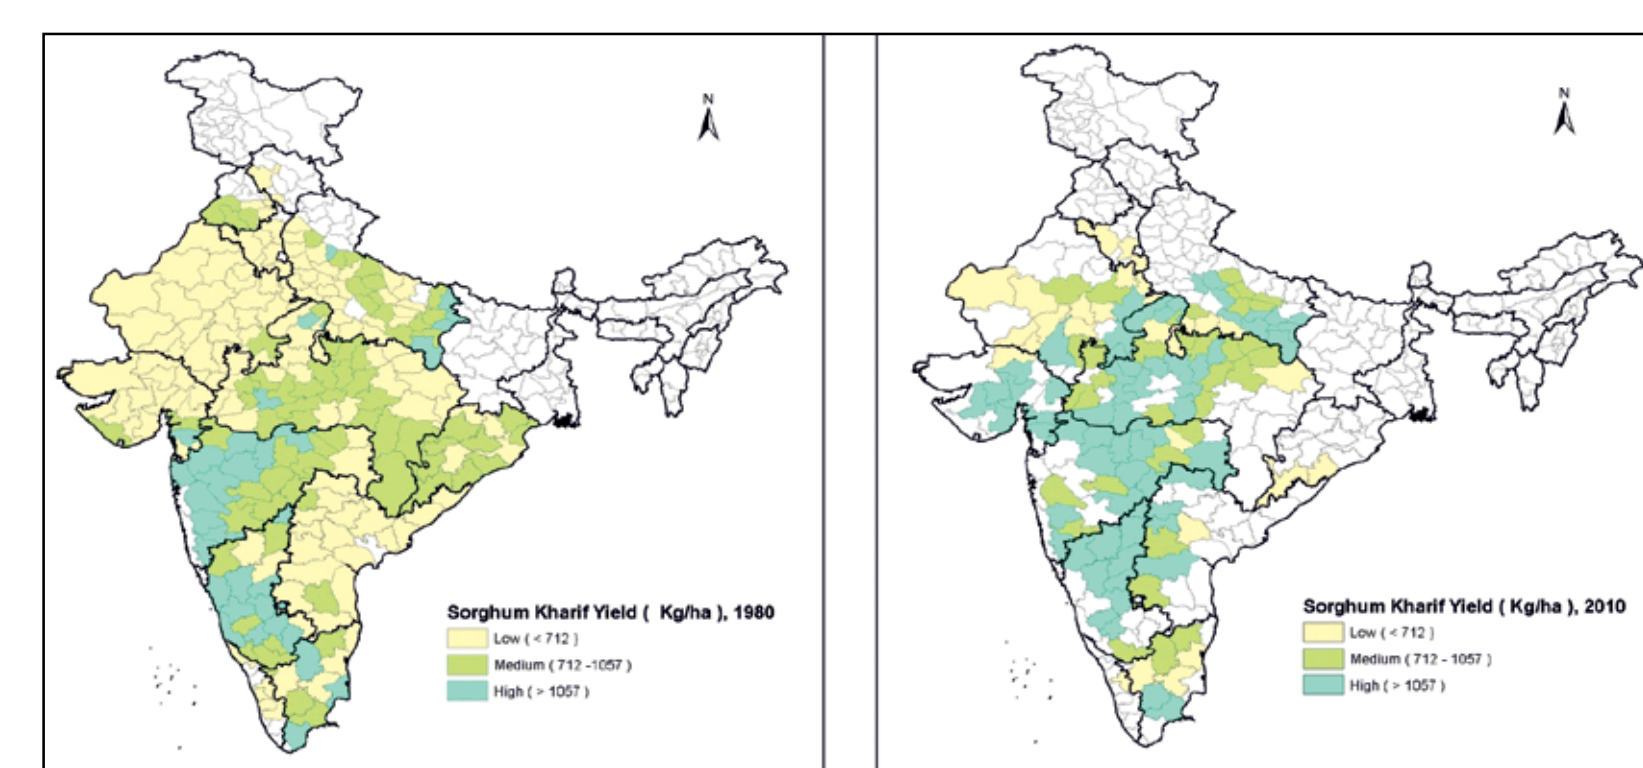 N
Sorghum Kharif Yield ( Kg/ha ), 1980
Low ( < 712 )
Medium ( 712 -1057 )
High ( > 1057 )
N
Sorghum Kharif Yield ( Kg/ha ), 2010
Low ( < 712 )
Medium ( 712 - 1057 )
High ( > 1057 )